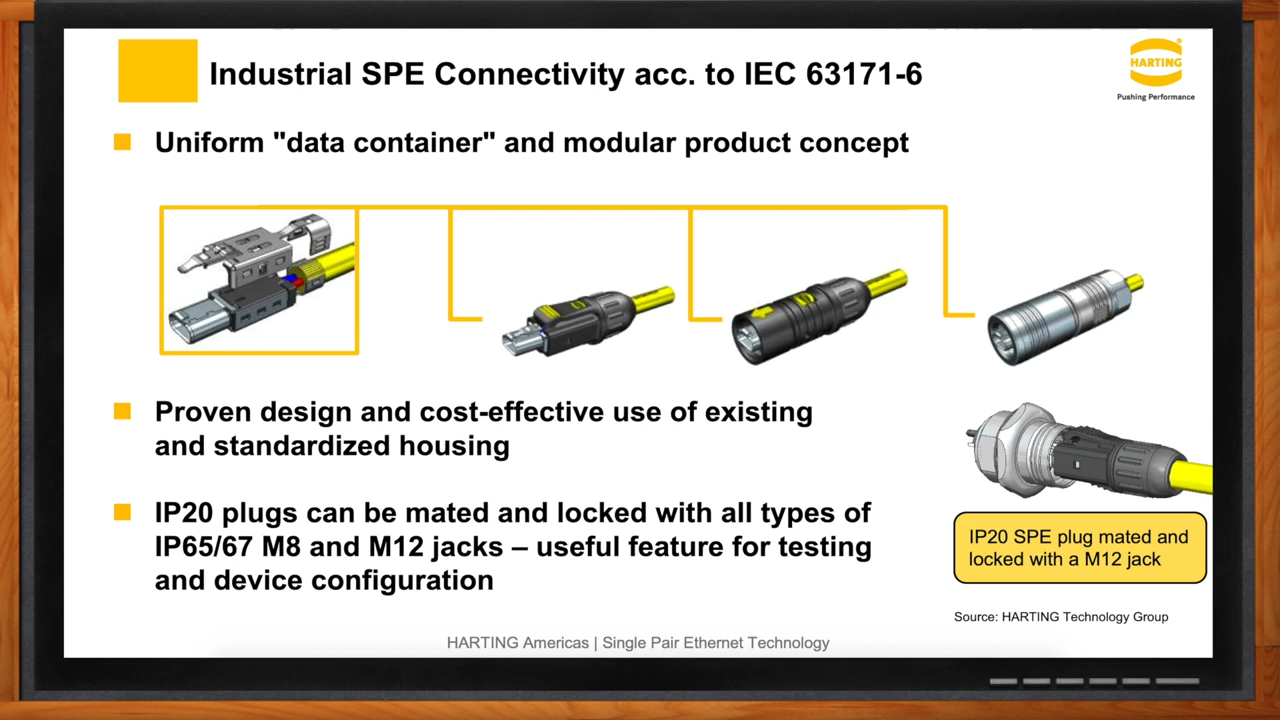 Industrial SPE Connectivity acc. to IEC 63171-6
HARTING
Pushing Performance
Uniform "data container" and modular product concept
Proven design and cost-effective use of existing
and standardized housing
IP20 plugs can be mated and locked with all types of
IP65/67 M8 and M12 jacks – useful feature for testing
and device configuration
IP20 SPE plug mated and
locked with a M12 jack
Source: HARTING Technology Group
HARTING Americas | Single Pair Ethernet Technology